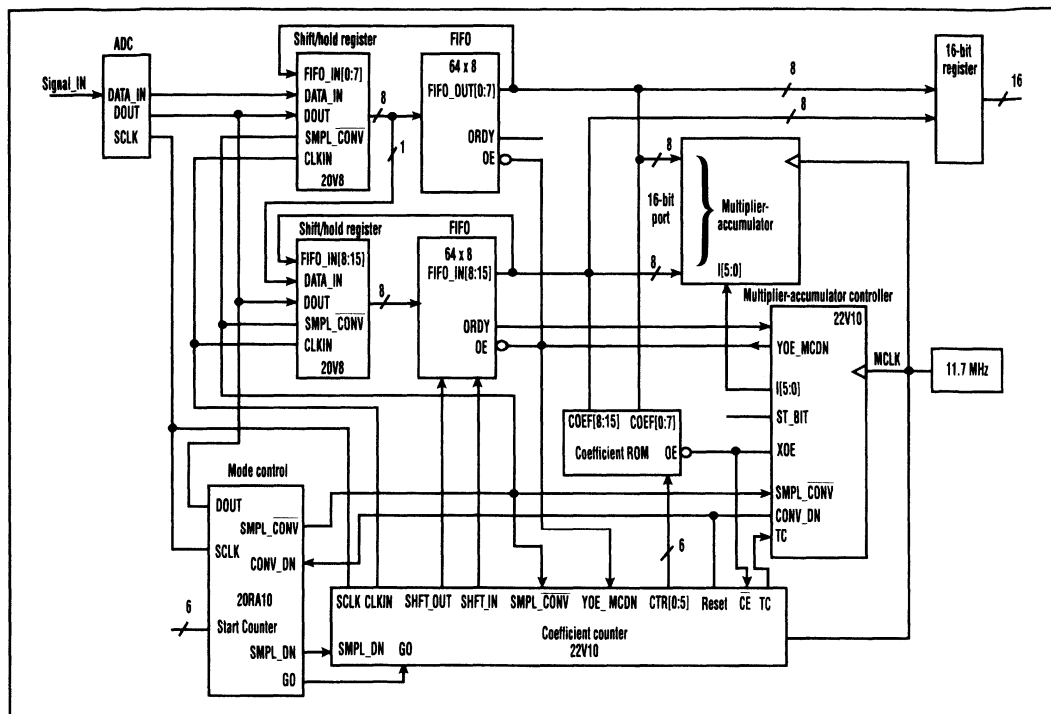 ADC
Signal_IN
DATA_IN
DOUT
SCLK
Shift/hold register
FIFO_IN[0:7]
DATA_IN
DOUT
SMPL_CONV
CLKIN
20V8
8
1
FIFO
64 x 8
FIFO_OUT[0:7]
ORDY
OE
8
8
16-bit
register
16
8
16-bit
port
Multiplier-
accumulator
8
I[5:0]
Shift/hold register
FIFO_IN[8:15]
DATA_IN
DOUT
SMPL_CONV
CLKIN
20V8
8
FIFO
64 x 8
FIFO_IN[8:15]
ORDY
OE
Multiplier-accumulator controller
22V10
YOE_MCDN
I[5:0]
ST_BIT
XOE
SMPL_CONV
CONV_DN
TC
MCLK
11.7 MHz
COEF[8:15] COEF[0:7]
Coefficient ROM
OE
6
Mode control
DOUT
SMPL_CONV
SCLK
CONV_DN
20RA10
6
Start Counter
SMPL_DN
GO
SCLK CLKIN SHFT_OUT SHFT_IN SMPL_CONV YOE_MCDN CTR[0:5] Reset CE TC
SMPL_DN GO
Coefficient counter
22V10